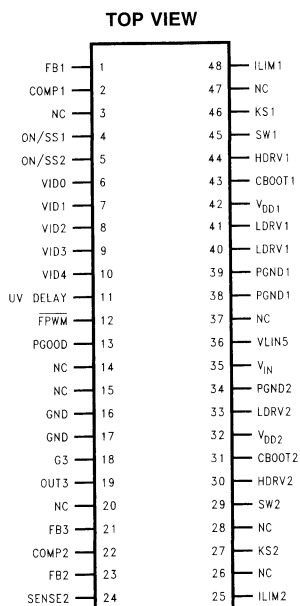 TOP VIEW
FB1 1 48 ILIM1
COMP1 2 47 NC
NC 3 46 KS1
ON/SS1 4 45 SW1
ON/SS2 5 44 HDRV1
VID0 6 43 CBOOT1
VID1 7 42 VDD1
VID2 8 41 LDRV1
VID3 9 40 LDRV1
VID4 10 39 PGND1
UV DELAY 11 38 PGND1
FPWM 12 37 NC
PGOOD 13 36 VLIN5
NC 14 35 VIN
NC 15 34 PGND2
GND 16 33 LDRV2
GND 17 32 VDD2
G3 18 31 CBOOT2
OUT3 19 30 HDRV2
NC 20 29 SW2
FB3 21 28 NC
COMP2 22 27 KS2
FB2 23 26 NC
SENSE2 24 25 ILIM2